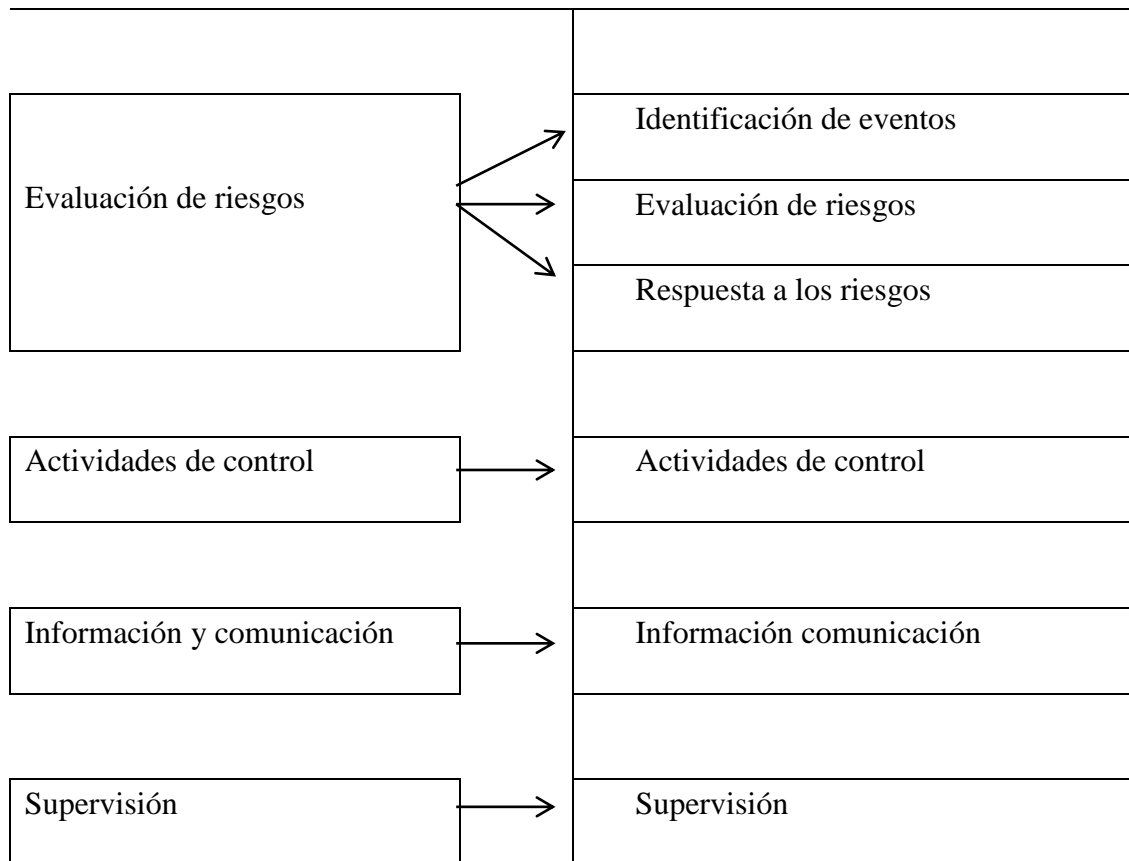 Identificación de eventos
Evaluación de riesgos
Evaluación de riesgos
Respuesta a los riesgos
Actividades de control
Actividades de control
Información y comunicación
Información comunicación
Supervisión
Supervisión